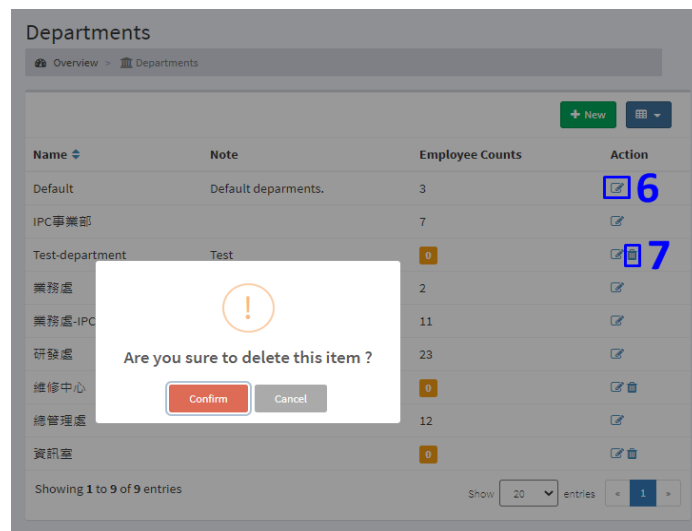 Departments
Overview > Departments
+ New
Name Note Employee Counts Action
Default Default deparments. 3 6
IPC事業部 7
Test-department Test 0 7
業務處 2
業務處-IPC 11
!
研發處 23
Are you sure to delete this item ?
維修中心 0
Confirm Cancel
總管理處 12
資訊室 0
Showing 1 to 9 of 9 entries Show 20 entries « 1 »